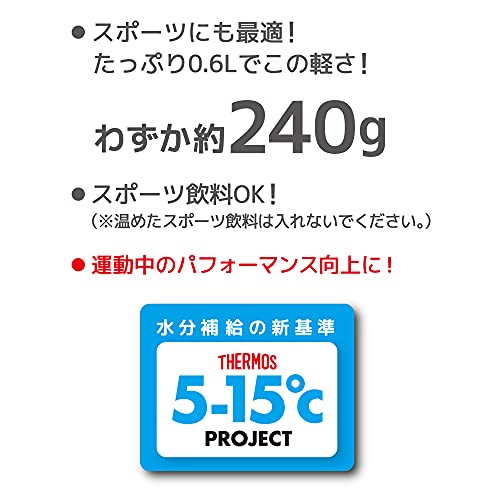 ● スポーツにも最適！
たっぷり0.6Lでこの軽さ！
わずか約240g
● スポーツ飲料OK！
（※温めたスポーツ飲料は入れないでください。）
● 運動中のパフォーマンス向上に！
水分補給の新基準
THERMOS
5-15℃
PROJECT